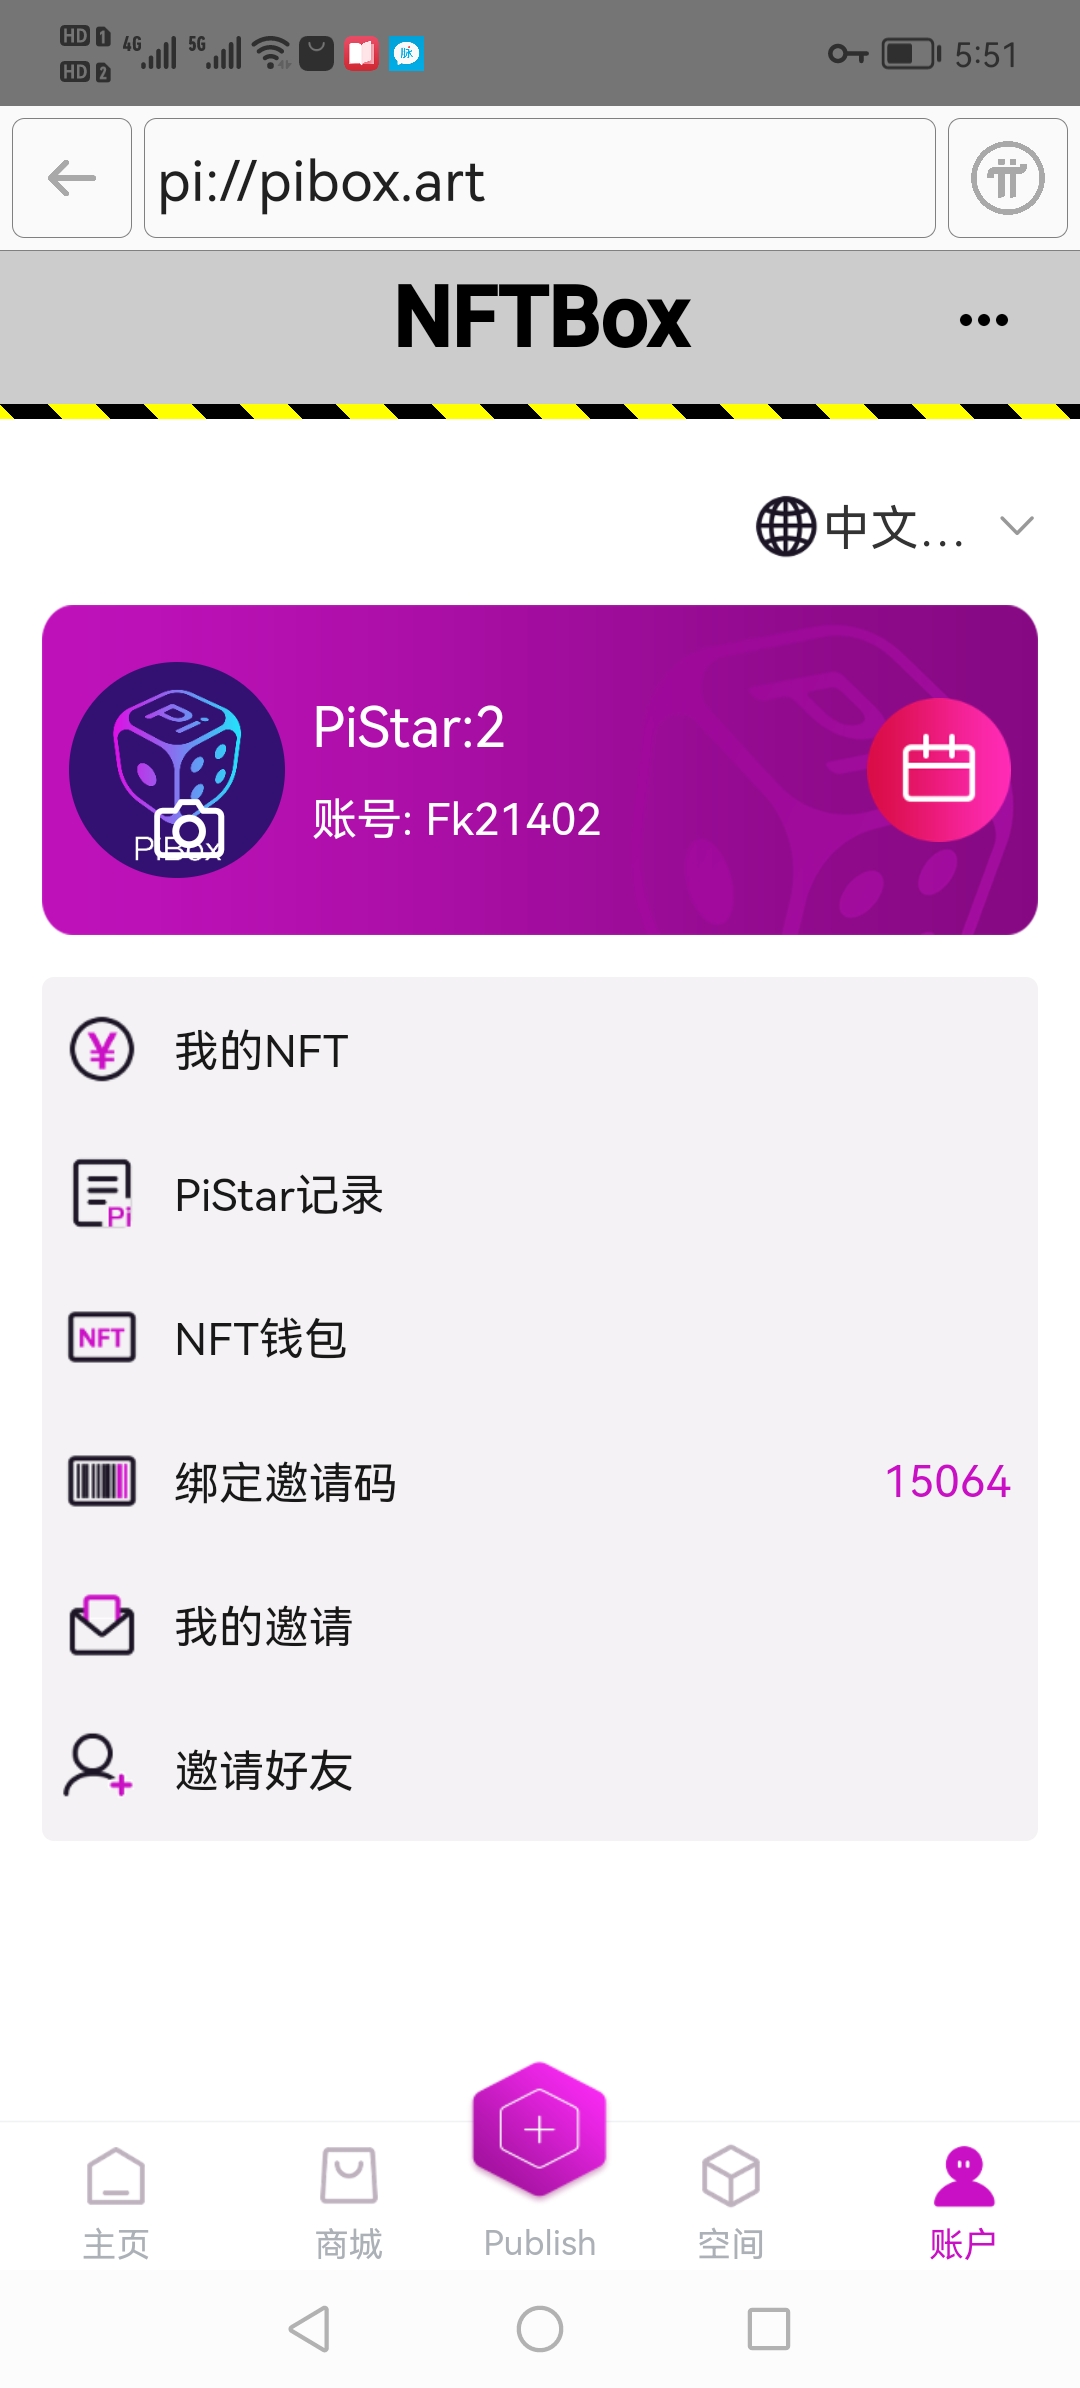 HD 1 4G 5G 5:51
HD 2
pi://pibox.art
NFTBox
中文...
PiStar:2
账号: Fk21402
PiBox
我的NFT
PiStar记录
NFT钱包
绑定邀请码 15064
我的邀请
邀请好友
主页 商城 Publish 空间 账户